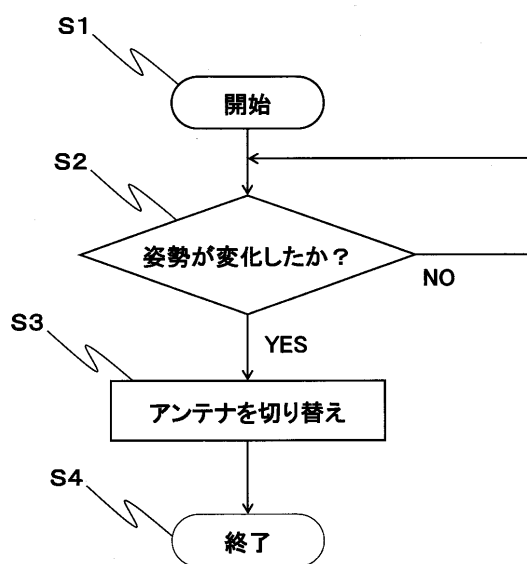 S1
開始
S2
姿勢が変化したか？
NO
YES
S3
アンテナを切り替え
S4
終了